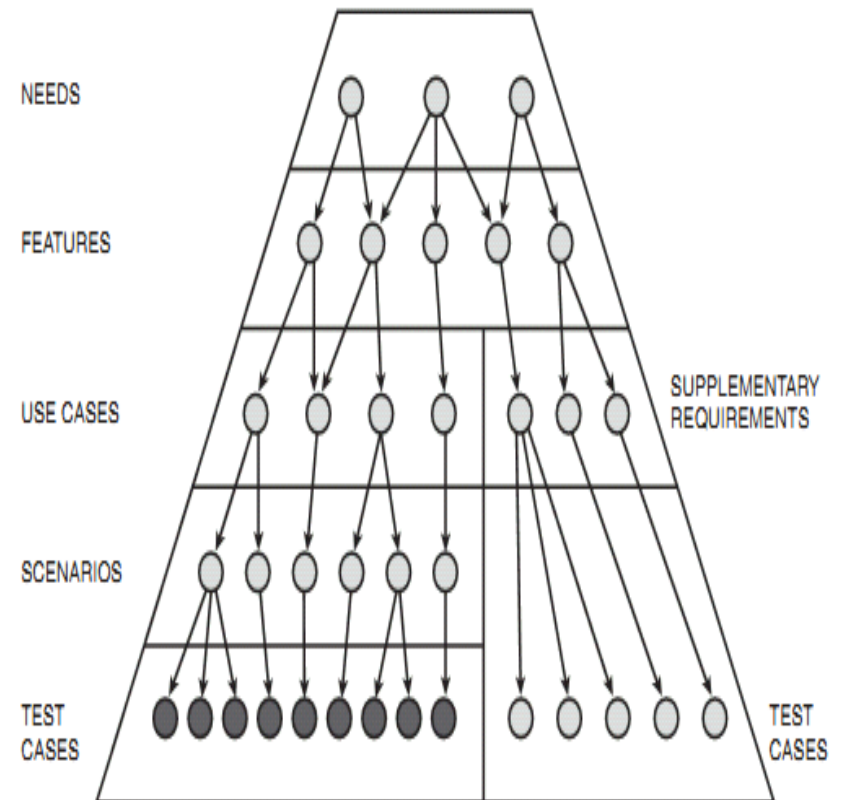 NEEDS
FEATURES
USE CASES
SUPPLEMENTARY
REQUIREMENTS
SCENARIOS
TEST
CASES
TEST
CASES